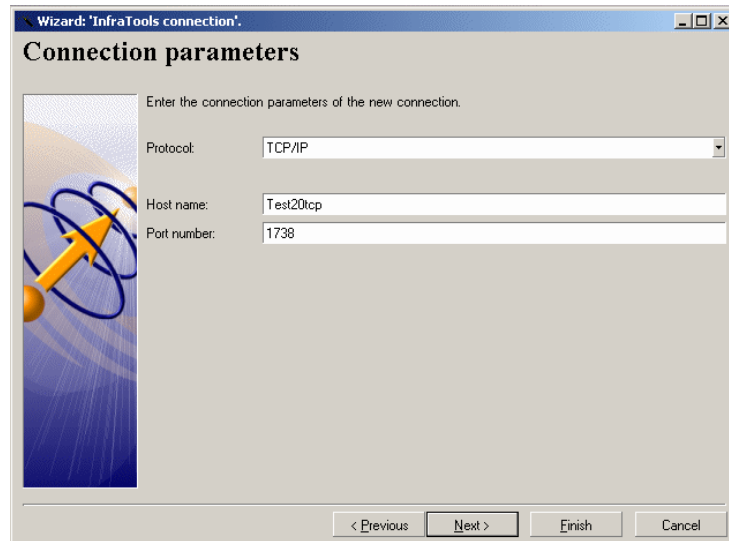 Wizard: 'InfraTools connection'.
Connection parameters
Enter the connection parameters of the new connection.
Protocol: TCP/IP
Host name: Test20tcp
Port number: 1738
< Previous Next > Finish Cancel